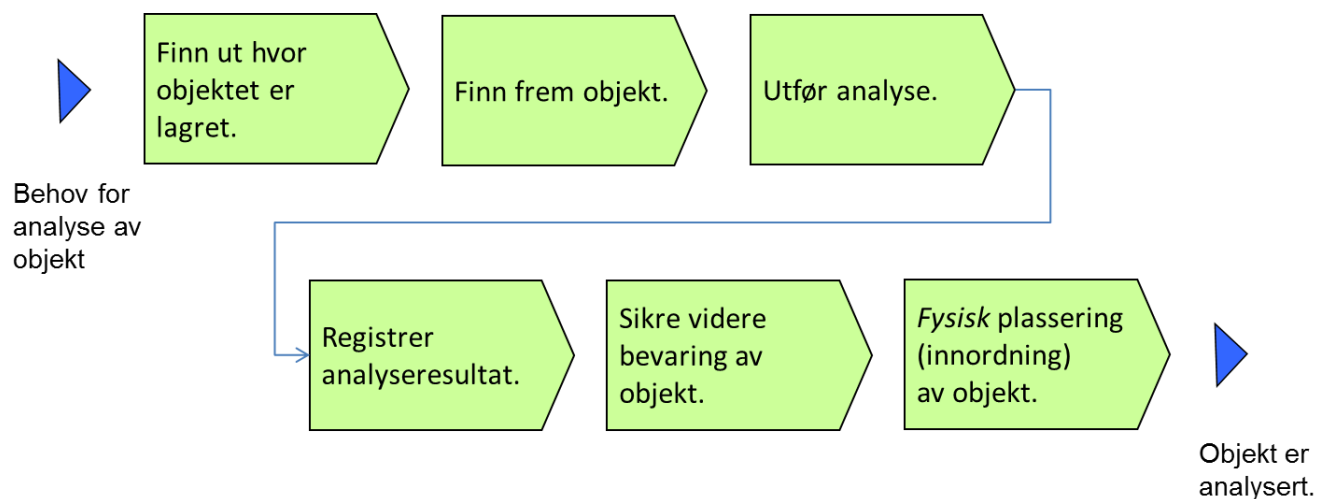 Behov for
analyse av
objekt
Finn ut hvor
objektet er
lagret.
Finn frem objekt.
Utfør analyse.
Registrer
analyseresultat.
Sikre videre
bevaring av
objekt.
Fysisk plassering
(innordning)
av objekt.
Objekt er
analysert.